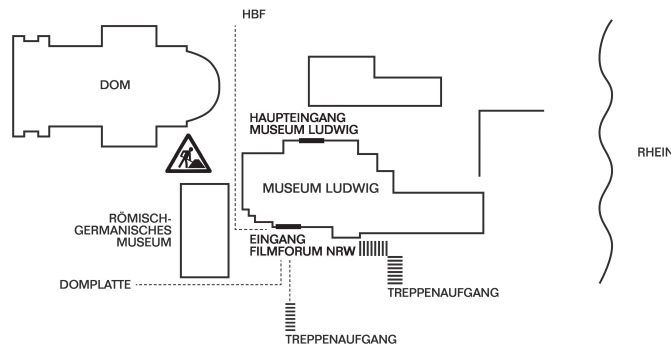 HBF
DOM
HAUPTEINGANG
MUSEUM LUDWIG
RHEIN
MUSEUM LUDWIG
RÖMISCH-
GERMANISCHES
MUSEUM
EINGANG
FILMFORUM NRW
DOMPLATTE
TREPPENAUFGANG
TREPPENAUFGANG